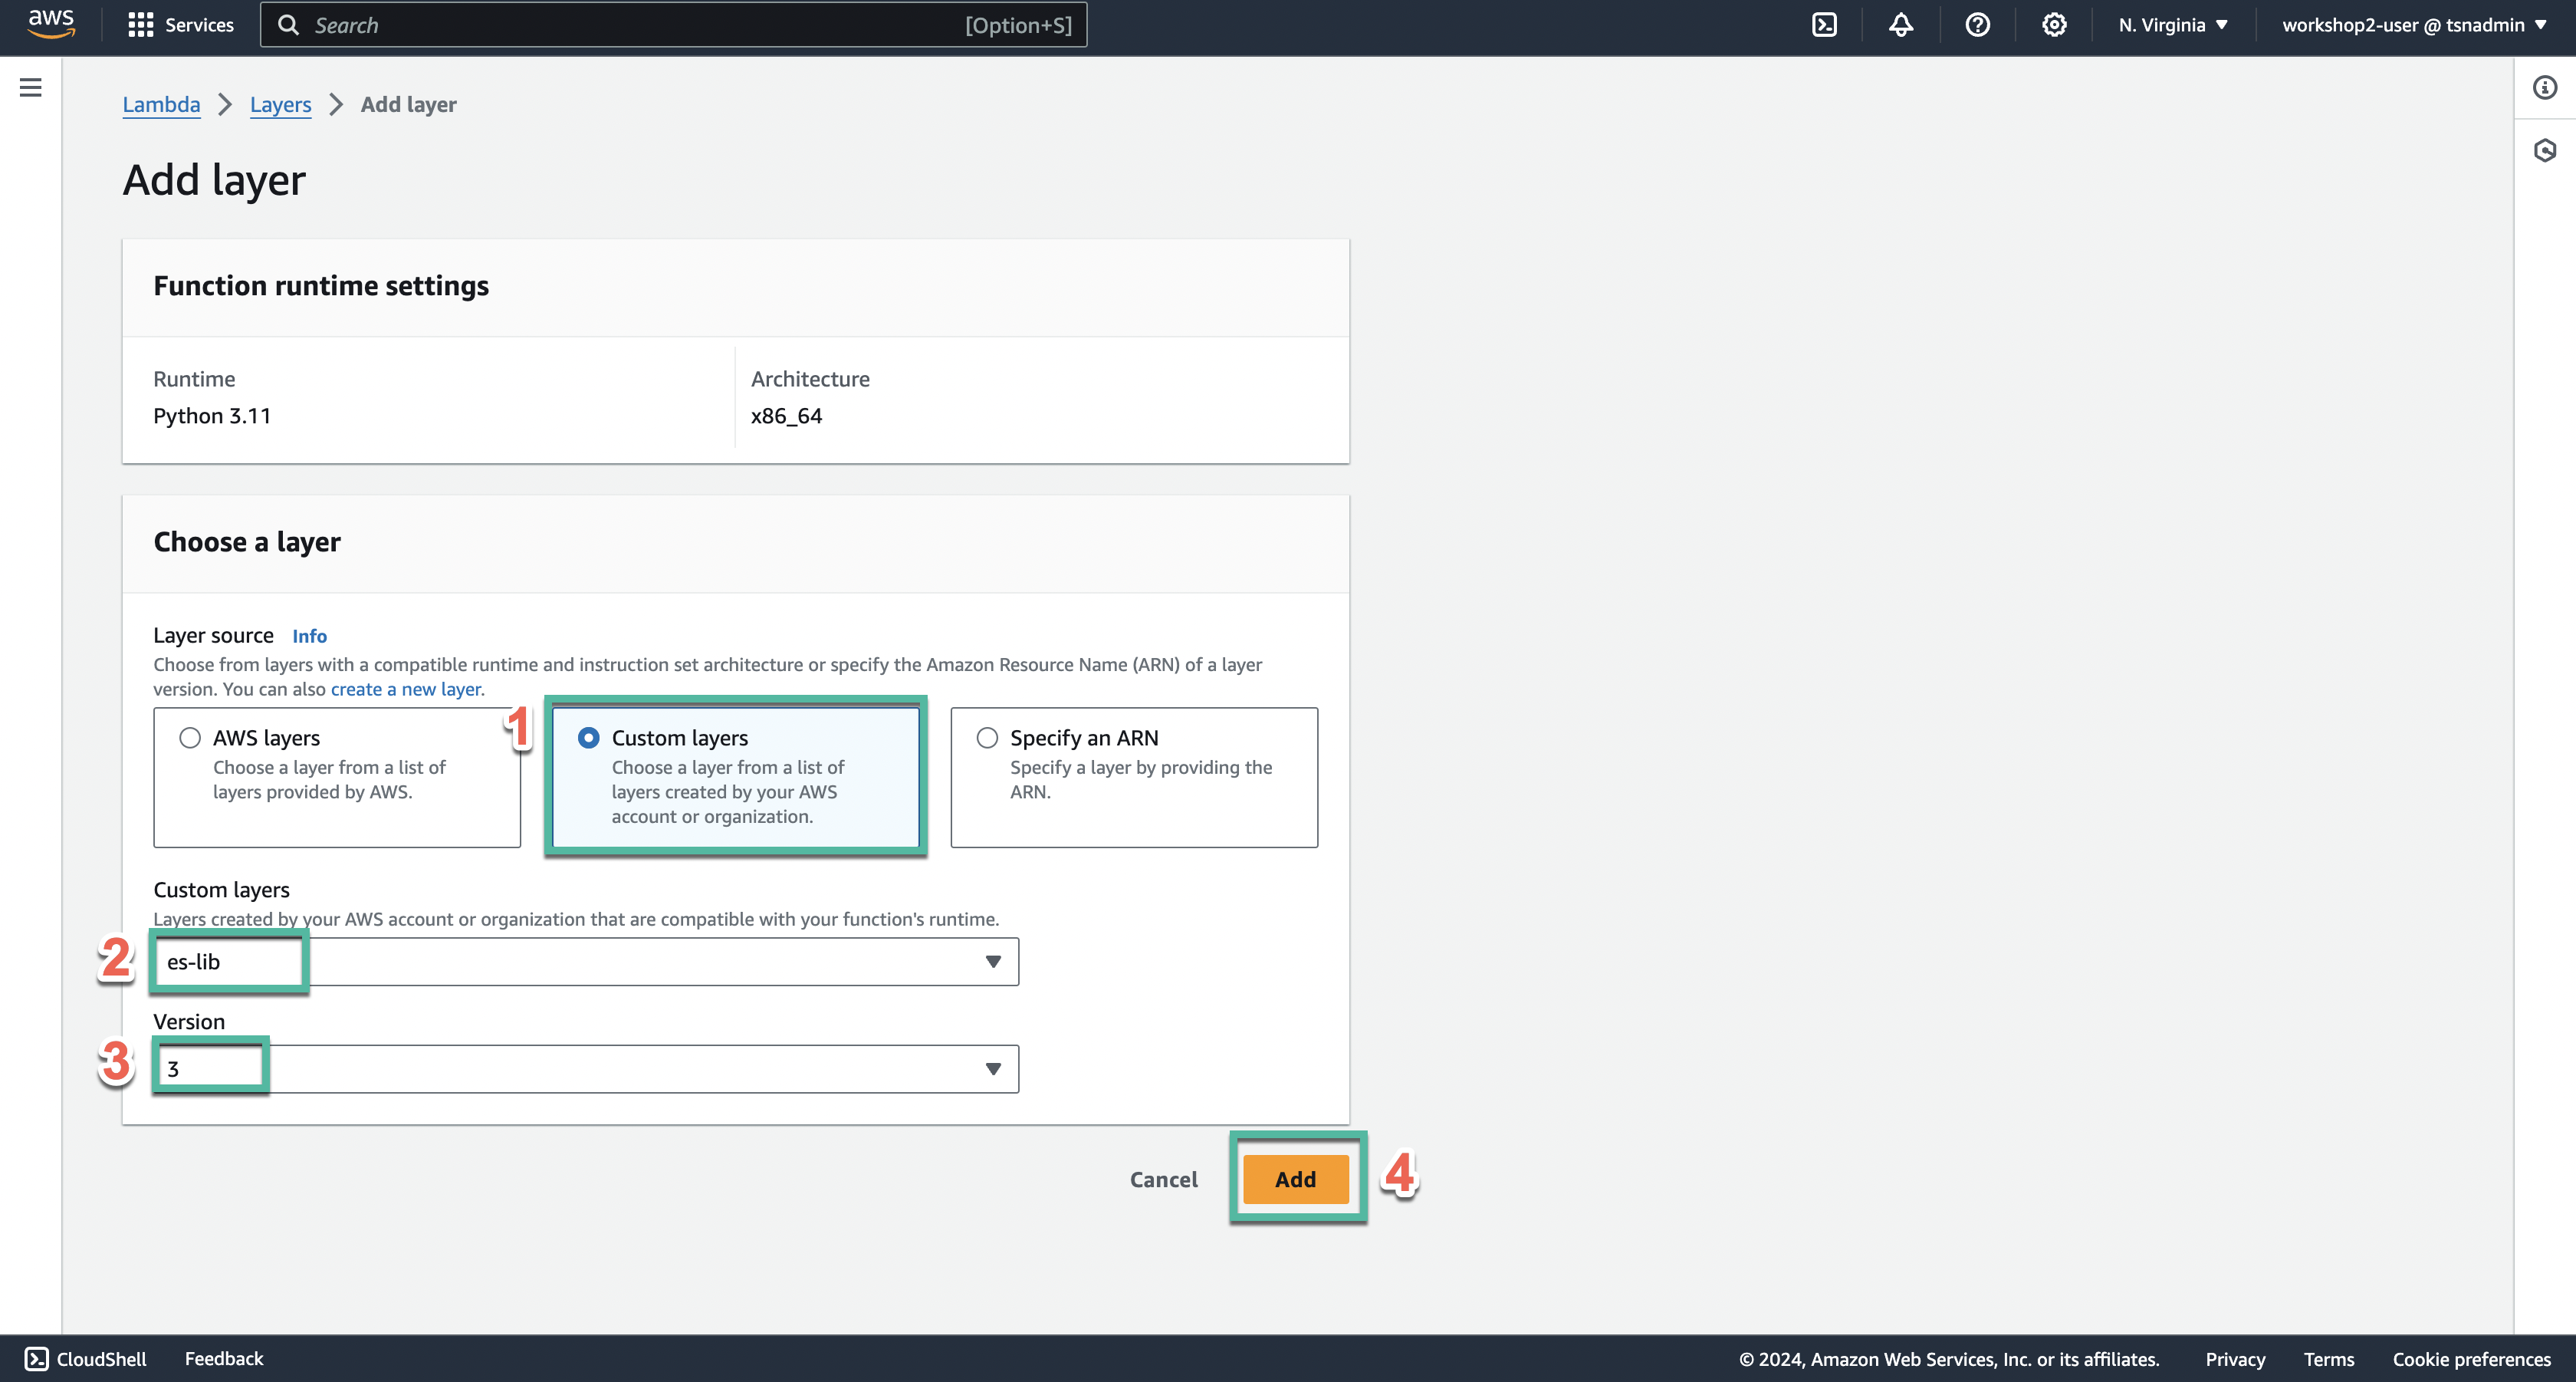 aws
Services
Search
[Option+S]
N. Virginia
workshop2-user @ tsnadmin
Lambda
Layers
Add layer
Add layer
Function runtime settings
Runtime
Python 3.11
Architecture
x86_64
Choose a layer
Layer source Info
Choose from layers with a compatible runtime and instruction set architecture or specify the Amazon Resource Name (ARN) of a layer
version. You can also create a new layer.
AWS layers
Choose a layer from a list of
layers provided by AWS.
1
Custom layers
Choose a layer from a list of
layers created by your AWS
account or organization.
Specify an ARN
Specify a layer by providing the
ARN.
Custom layers
Layers created by your AWS account or organization that are compatible with your function's runtime.
2
es-lib
Version
3
3
Cancel
Add
4
CloudShell
Feedback
© 2024, Amazon Web Services, Inc. or its affiliates.
Privacy
Terms
Cookie preferences